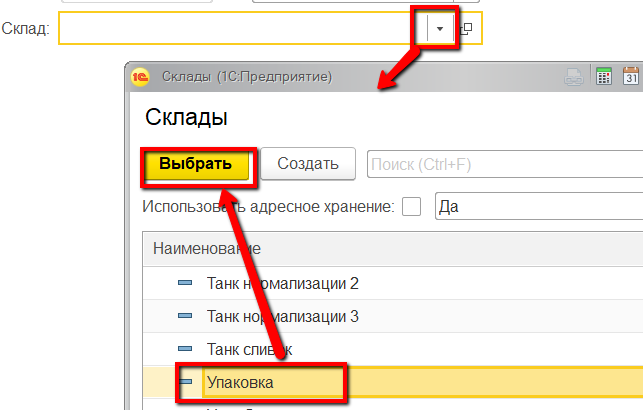 Склад:
1С Склады (1С:Предприятие) 31
Склады
Выбрать Создать Поиск (Ctrl+F)
Использовать адресное хранение: Да
Наименование
Танк нормализации 2
Танк нормализации 3
Танк сливок
Упаковка